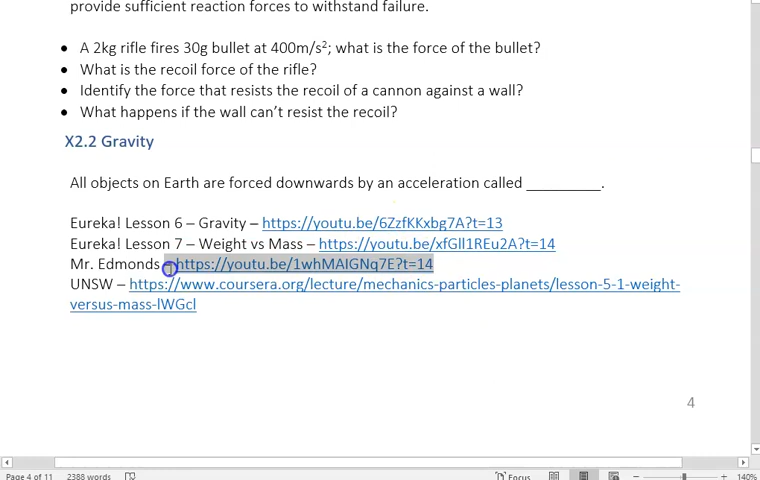 provide sufficient reaction forces to withstand failure.
• A 2kg rifle fires 30g bullet at 400m/s²; what is the force of the bullet?
• What is the recoil force of the rifle?
• Identify the force that resists the recoil of a cannon against a wall?
• What happens if the wall can't resist the recoil?
X2.2 Gravity
All objects on Earth are forced downwards by an acceleration called _________.
Eureka! Lesson 6 – Gravity – https://youtu.be/6ZzfKKxbg7A?t=13
Eureka! Lesson 7 – Weight vs Mass – https://youtu.be/xfGll1REu2A?t=14
Mr. Edmonds – https://youtu.be/1whMAIGNq7E?t=14
UNSW – https://www.coursera.org/lecture/mechanics-particles-planets/lesson-5-1-weight-
versus-mass-lWGcl
4
Page 4 of 11 2388 words Focus 140%